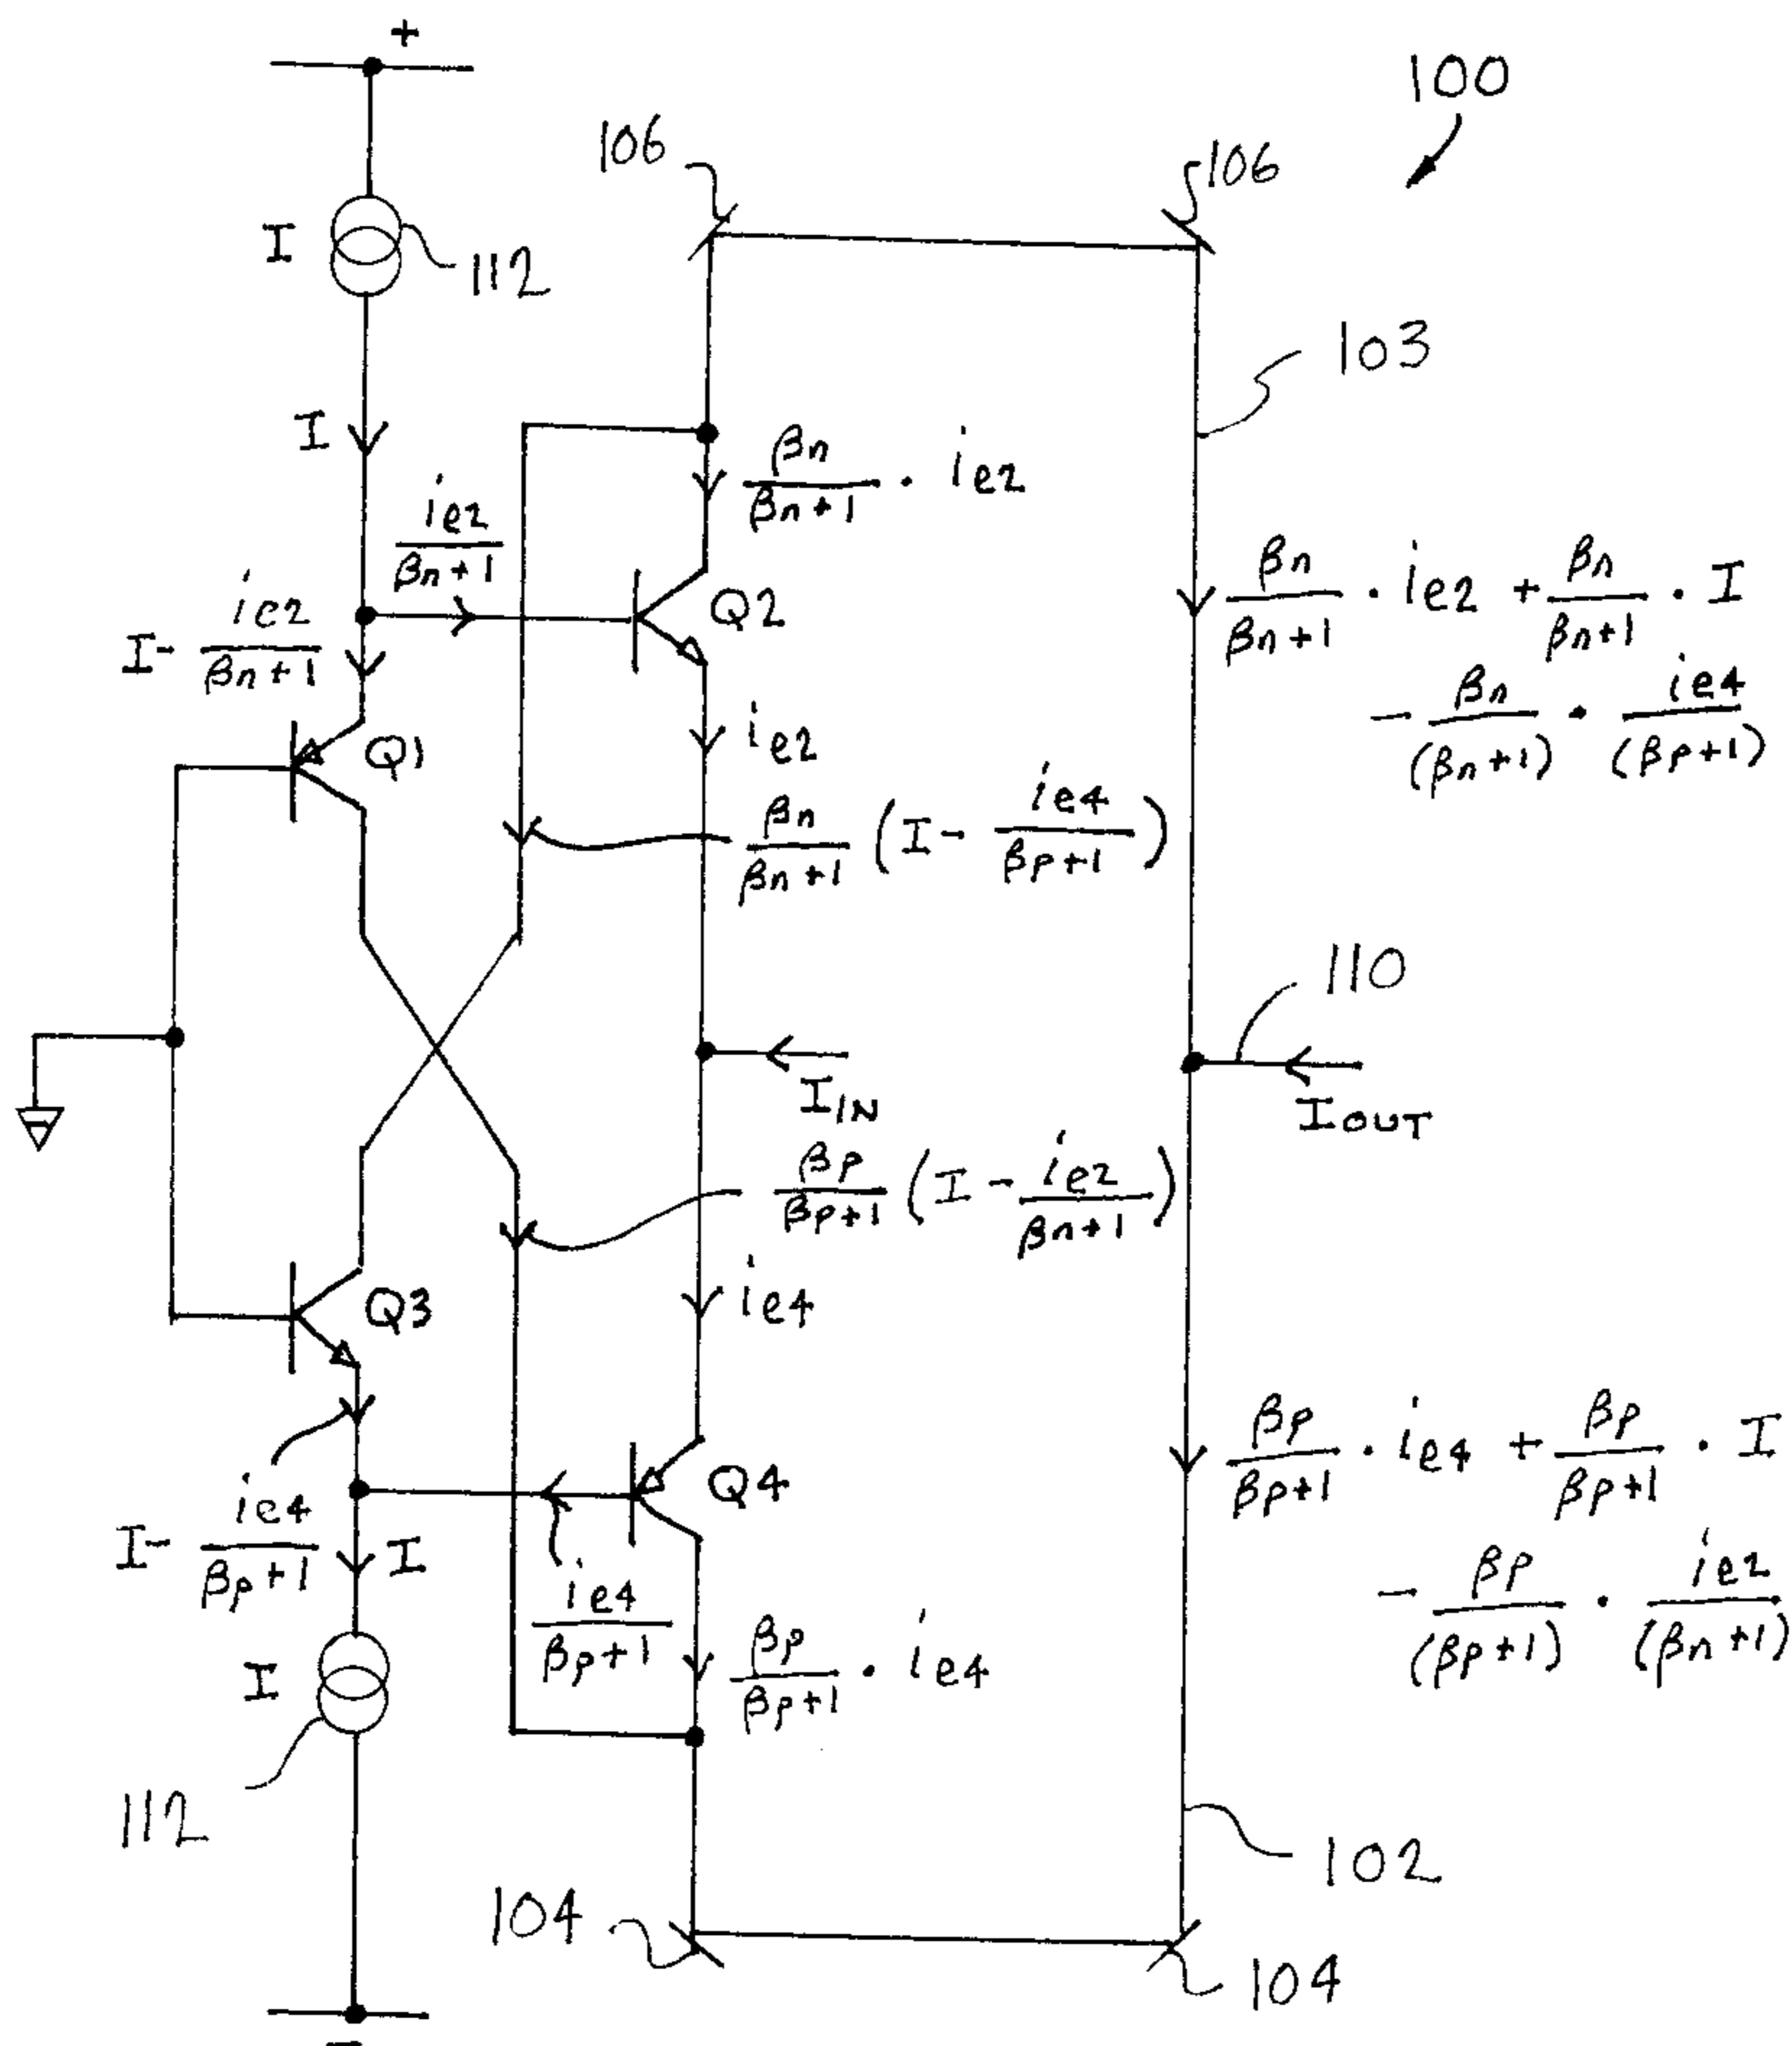 +
100
106
106
I
112
103
I
βn/(βn+1) · ie2
ie2/(βn+1)
βn/(βn+1) · ie2 + βn/(βn+1) · I
Q2
I - ie2/(βn+1)
- βn/(βn+1) · ie4/(βp+1)
Q1
ie2
βn/(βn+1) (I - ie4/(βp+1))
110
IIN
IOUT
βp/(βp+1) (I - ie2/(βn+1))
Q3
ie4
βp/(βp+1) · ie4 + βp/(βp+1) · I
Q4
I - ie4/(βp+1)
I
- βp/(βp+1) · ie2/(βn+1)
ie4/(βp+1)
βp/(βp+1) · ie4
I
112
102
104
104
-